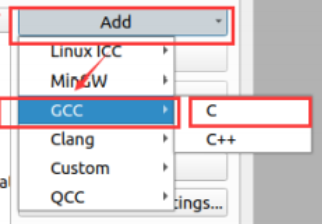 Add
Linux ICC
MinGW
GCC
C
Clang
C++
Custom
QCC
tings...